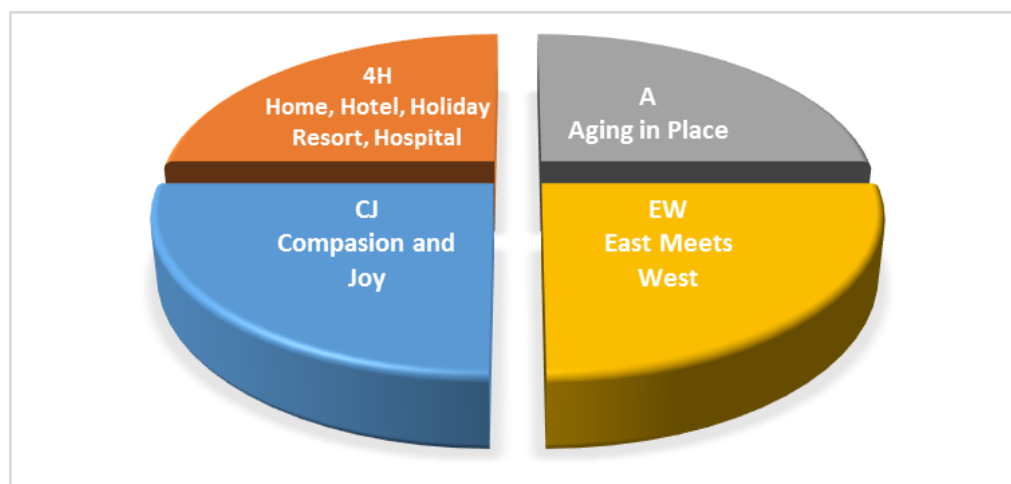 4H
Home, Hotel, Holiday
Resort, Hospital
A
Aging in Place
CJ
Compasion and
Joy
EW
East Meets
West